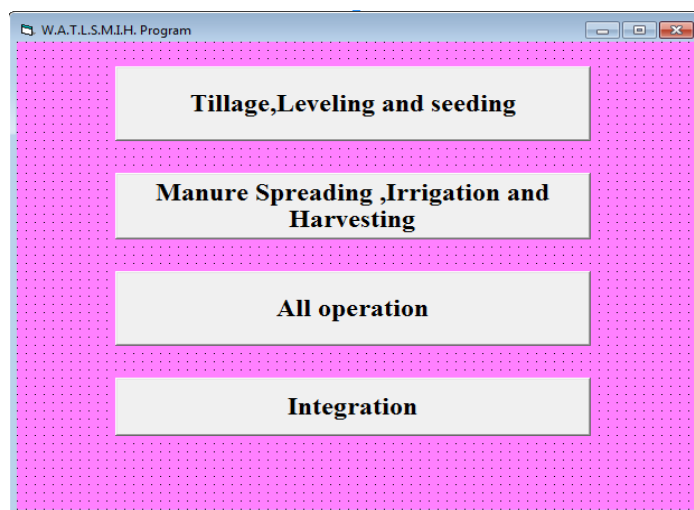 W.A.T.L.S.M.I.H. Program
Tillage,Leveling and seeding
Manure Spreading ,Irrigation and
Harvesting
All operation
Integration